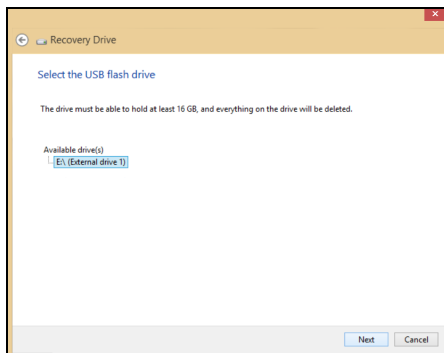 Recovery Drive
Select the USB flash drive
The drive must be able to hold at least 16 GB, and everything on the drive will be deleted.
Available drive(s)
E:\ (External drive 1)
Next Cancel